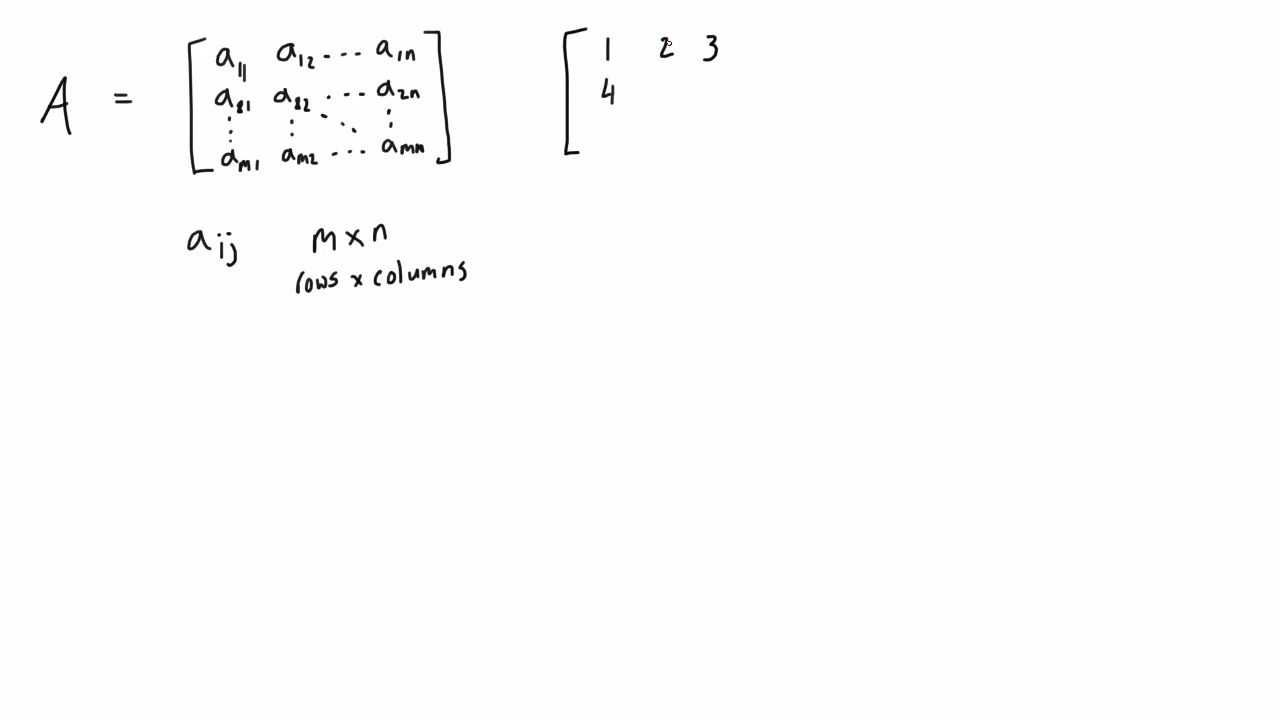 A = [ a₁₁ a₁₂ ... a₁ₙ
a₂₁ a₂₂ ... a₂ₙ
⋮ ⋮ ⋱ ⋮
aₘ₁ aₘ₂ ... aₘₙ ]
[ 1 2 3
4
aᵢⱼ m × n
rows × columns